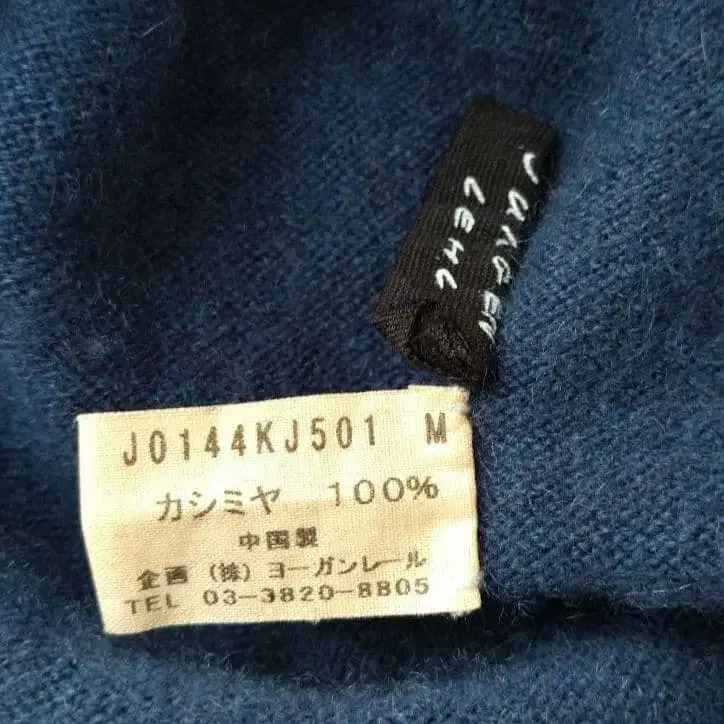 JURGEN
LEHL
J0144KJ501 M
カシミヤ 100%
中国製
企画 (株) ヨーガンレール
TEL 03-3820-8805